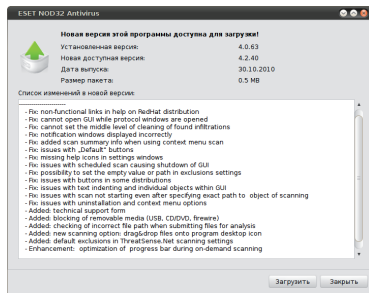 ESET NOD32 Antivirus
Новая версия этой программы доступна для загрузки!
Установленная версия: 4.0.63
Новая доступная версия: 4.2.40
Дата выпуска: 30.10.2010
Размер пакета: 0.5 MB
Список изменений в новой версии:
--------------------
- Fix: non-functional links in help on RedHat distribution
- Fix: cannot open GUI while protocol windows are opened
- Fix: cannot set the middle level of cleaning of found infiltrations
- Fix: notification windows displayed incorrectly
- Fix: added scan summary info when using context menu scan
- Fix: issues with „Default" buttons
- Fix: missing help icons in settings windows
- Fix: issues with scheduled scan causing shutdown of GUI
- Fix: possibility to set the empty value or path in exclusions settings
- Fix: issues with buttons in some distributions
- Fix: issues with text indenting and individual objects within GUI
- Fix: issues with scan not starting even after specifying exact path to object of scanning
- Fix: issues with uninstallation and context menu options
- Added: technical support form
- Added: blocking of removable media (USB, CD/DVD, firewire)
- Added: checking of incorrect file path when submitting files for analysis
- Added: new scanning option: drag&drop files onto program desktop icon
- Added: default exclusions in ThreatSense.Net scanning settings
- Enhancement: optimization of progress bar during on-demand scanning
Загрузить Закрыть